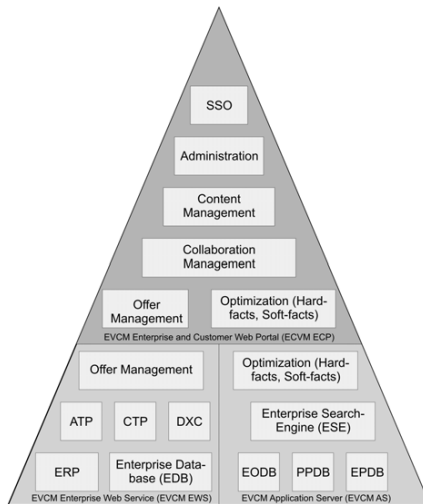 SSO
Administration
Content
Management
Collaboration
Management
Offer
Management
Optimization (Hard-
facts, Soft-facts)
EVCM Enterprise and Customer Web Portal (ECVM ECP)
Offer Management
ATP
CTP
DXC
ERP
Enterprise Data-
base (EDB)
EVCM Enterprise Web Service (EVCM EWS)
Optimization (Hard-
facts, Soft-facts)
Enterprise Search-
Engine (ESE)
EODB
PPDB
EPDB
EVCM Application Server (EVCM AS)